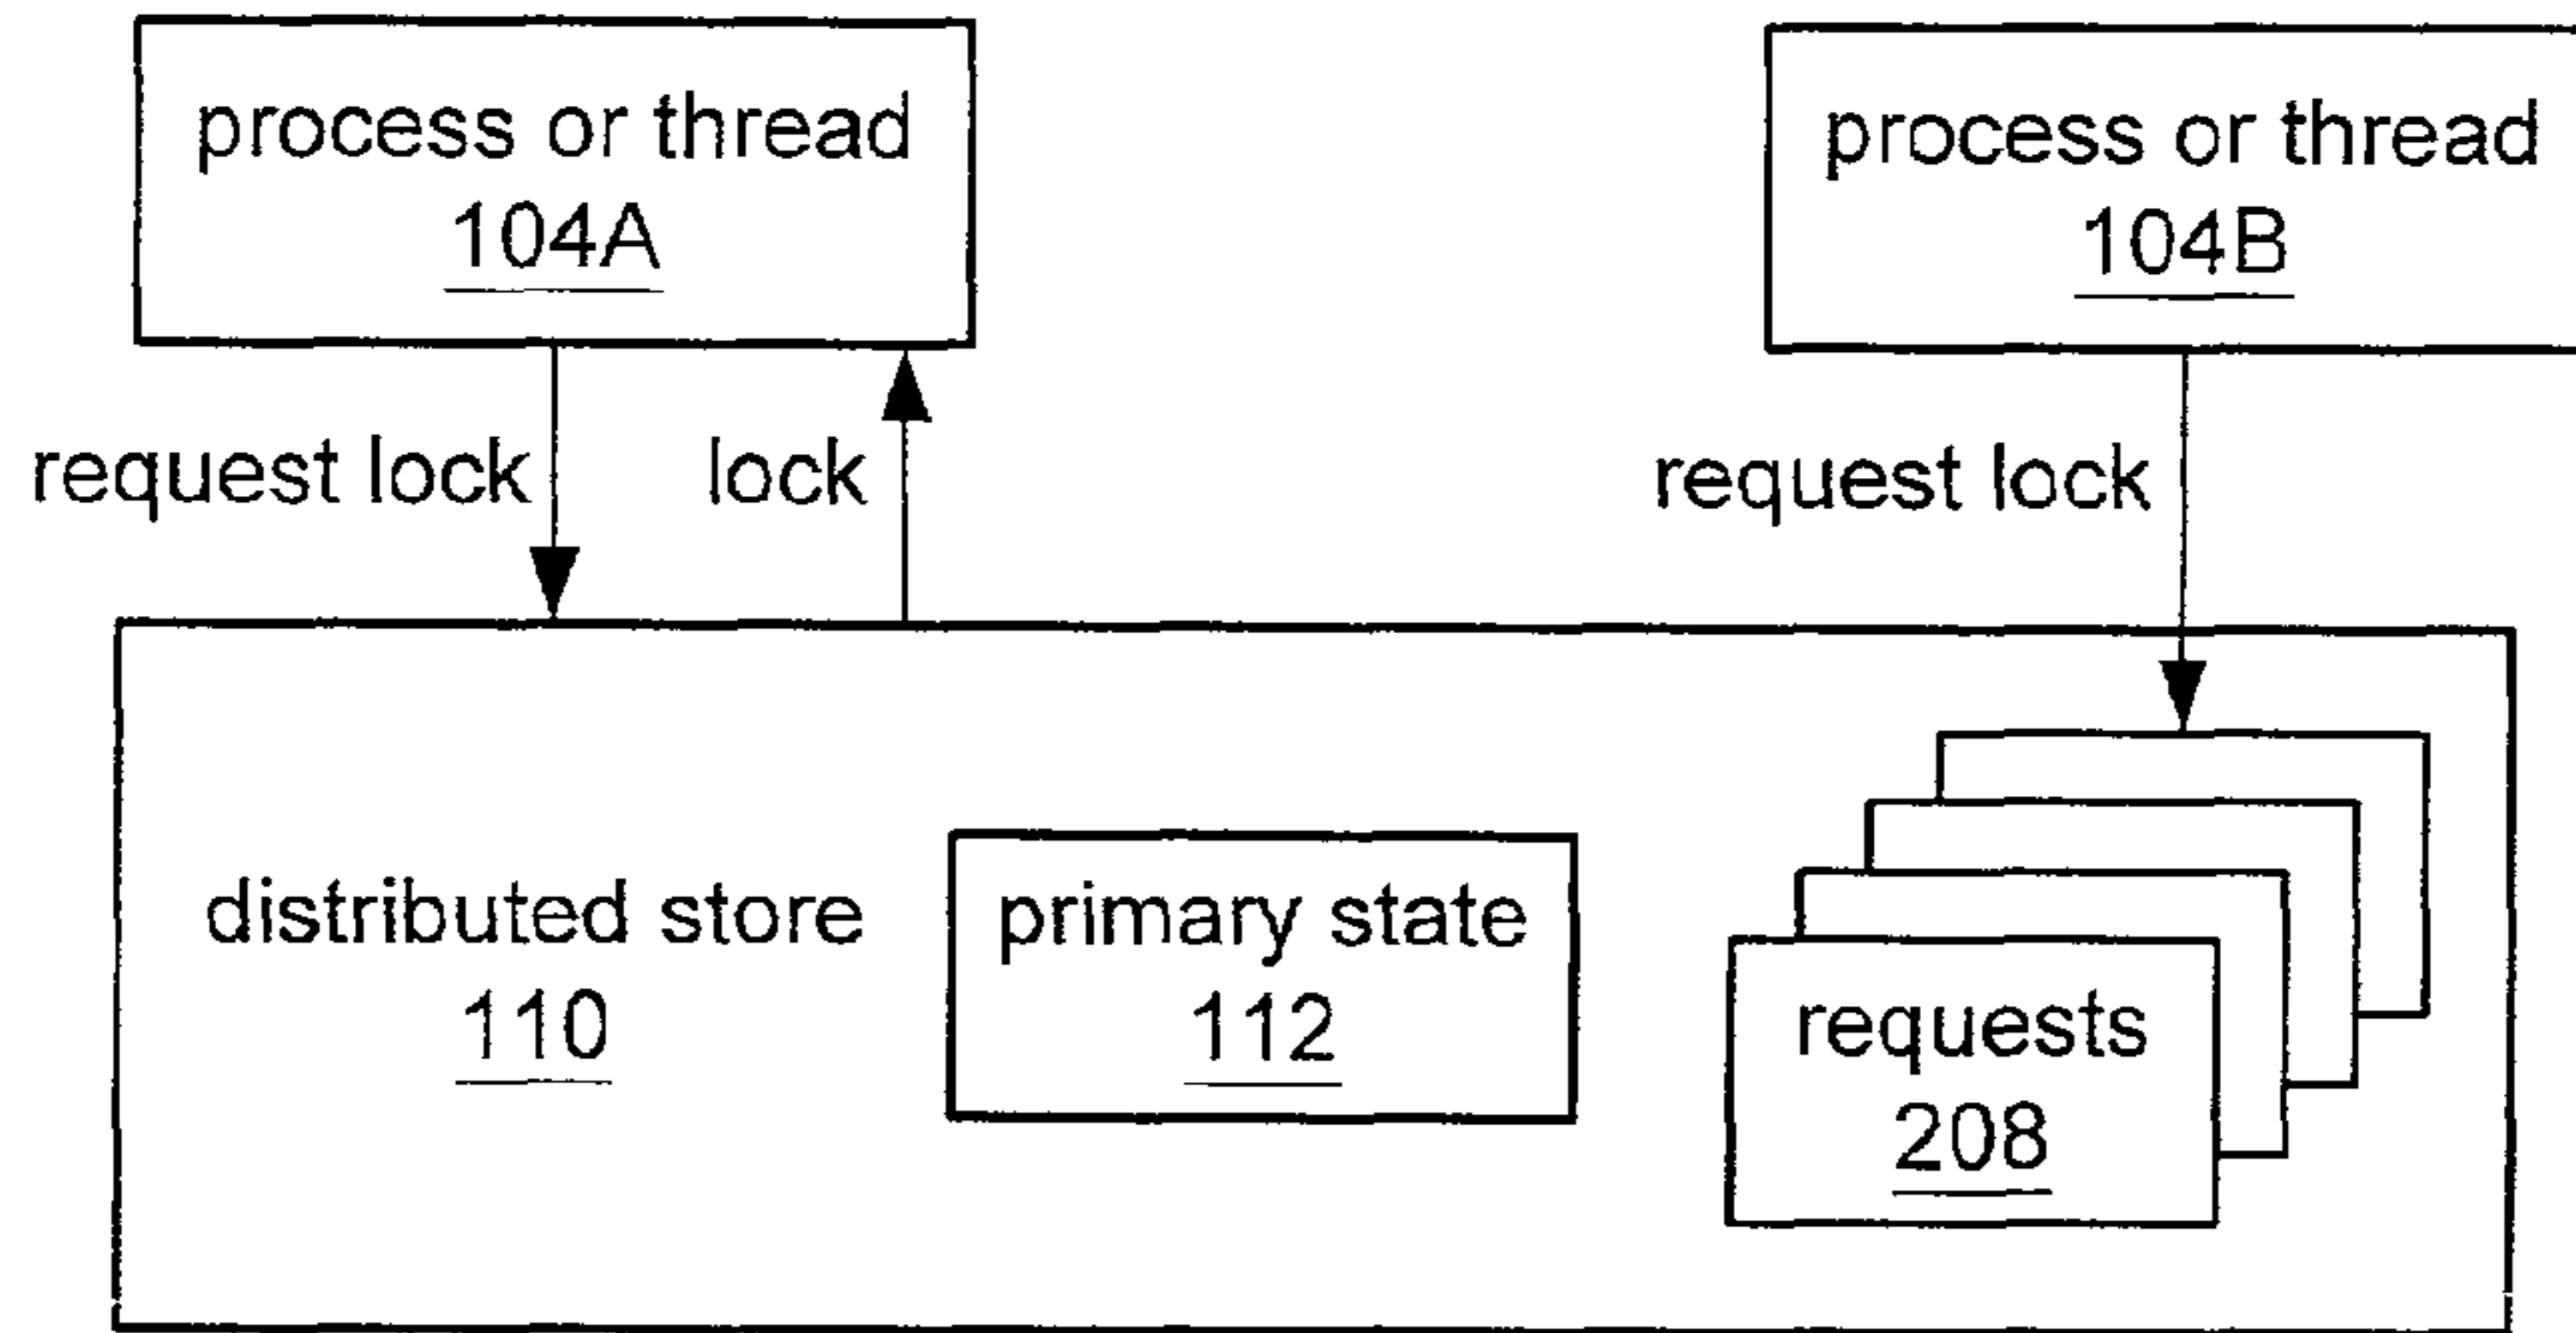 process or thread
104A
process or thread
104B
request lock
lock
request lock
distributed store
110
primary state
112
requests
208